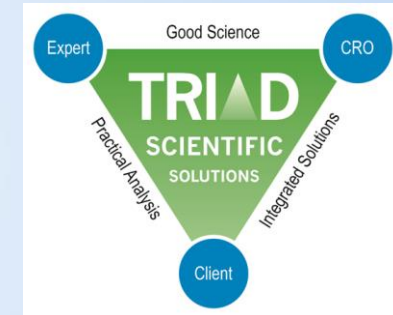 Good Science
Expert
CRO
TRIAD
SCIENTIFIC
SOLUTIONS
Practical Analysis
Integrated Solutions
Client